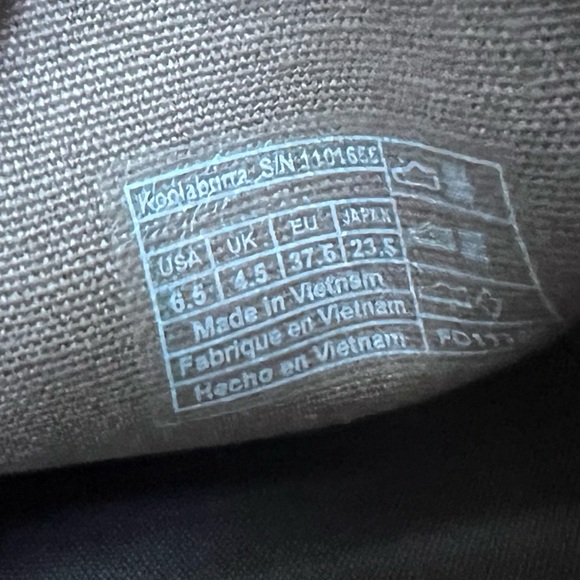 Koolaburra S/N 1101655
USA UK EU JAPAN
6.5 4.5 37.5 23.5
Made in Vietnam
Fabriqué en Vietnam
Hecho en Vietnam